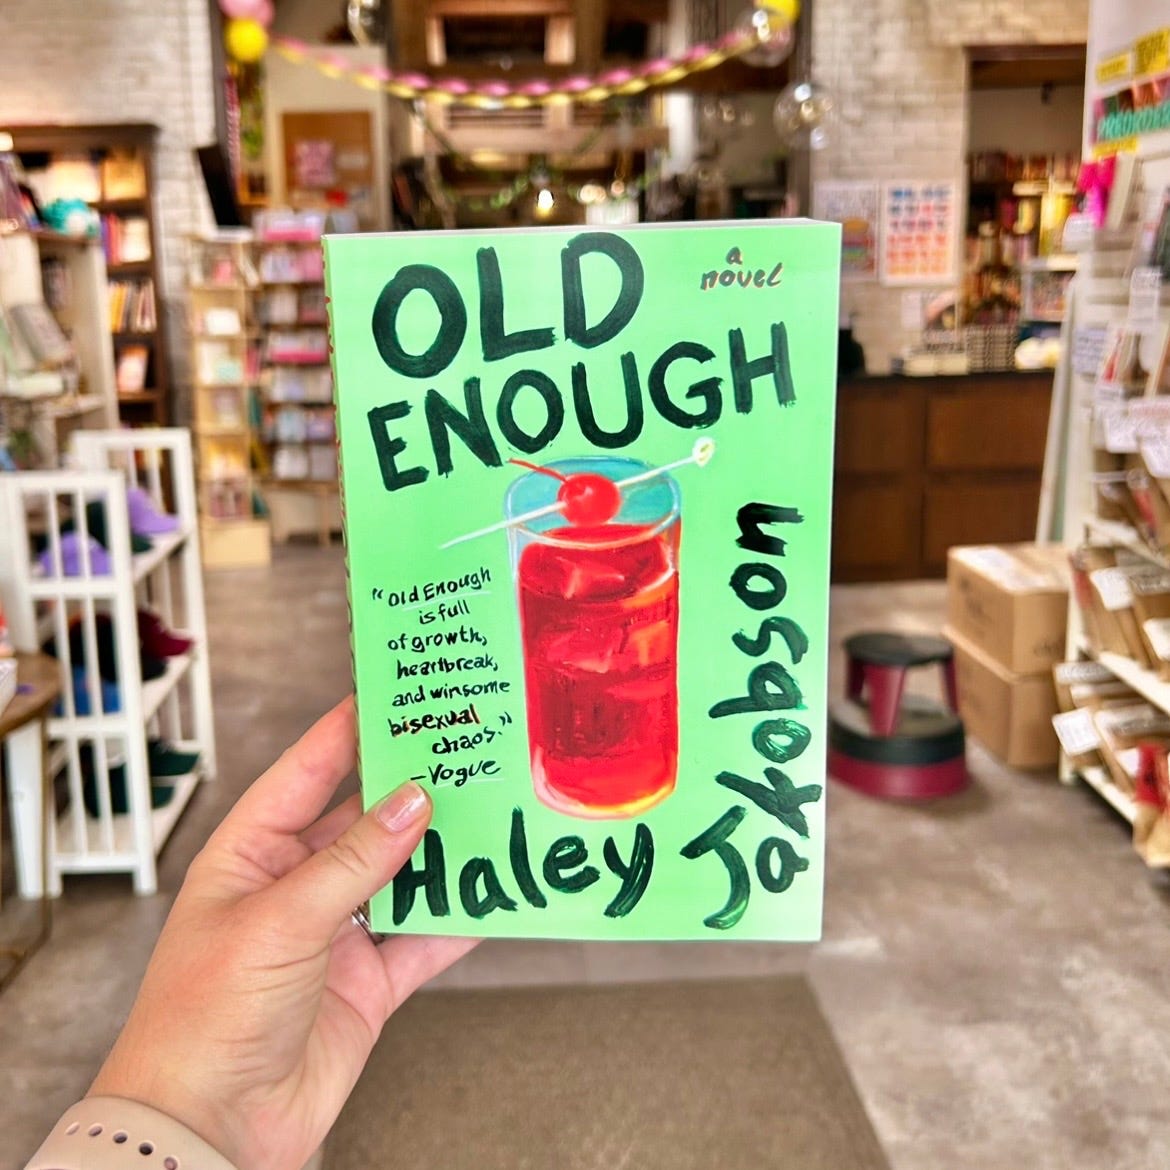 OLD
a
novel
ENOUGH
"Old Enough
is full
of growth,
heartbreak,
and winsome
bisexual
chaos."
—Vogue
Haley Jakobson